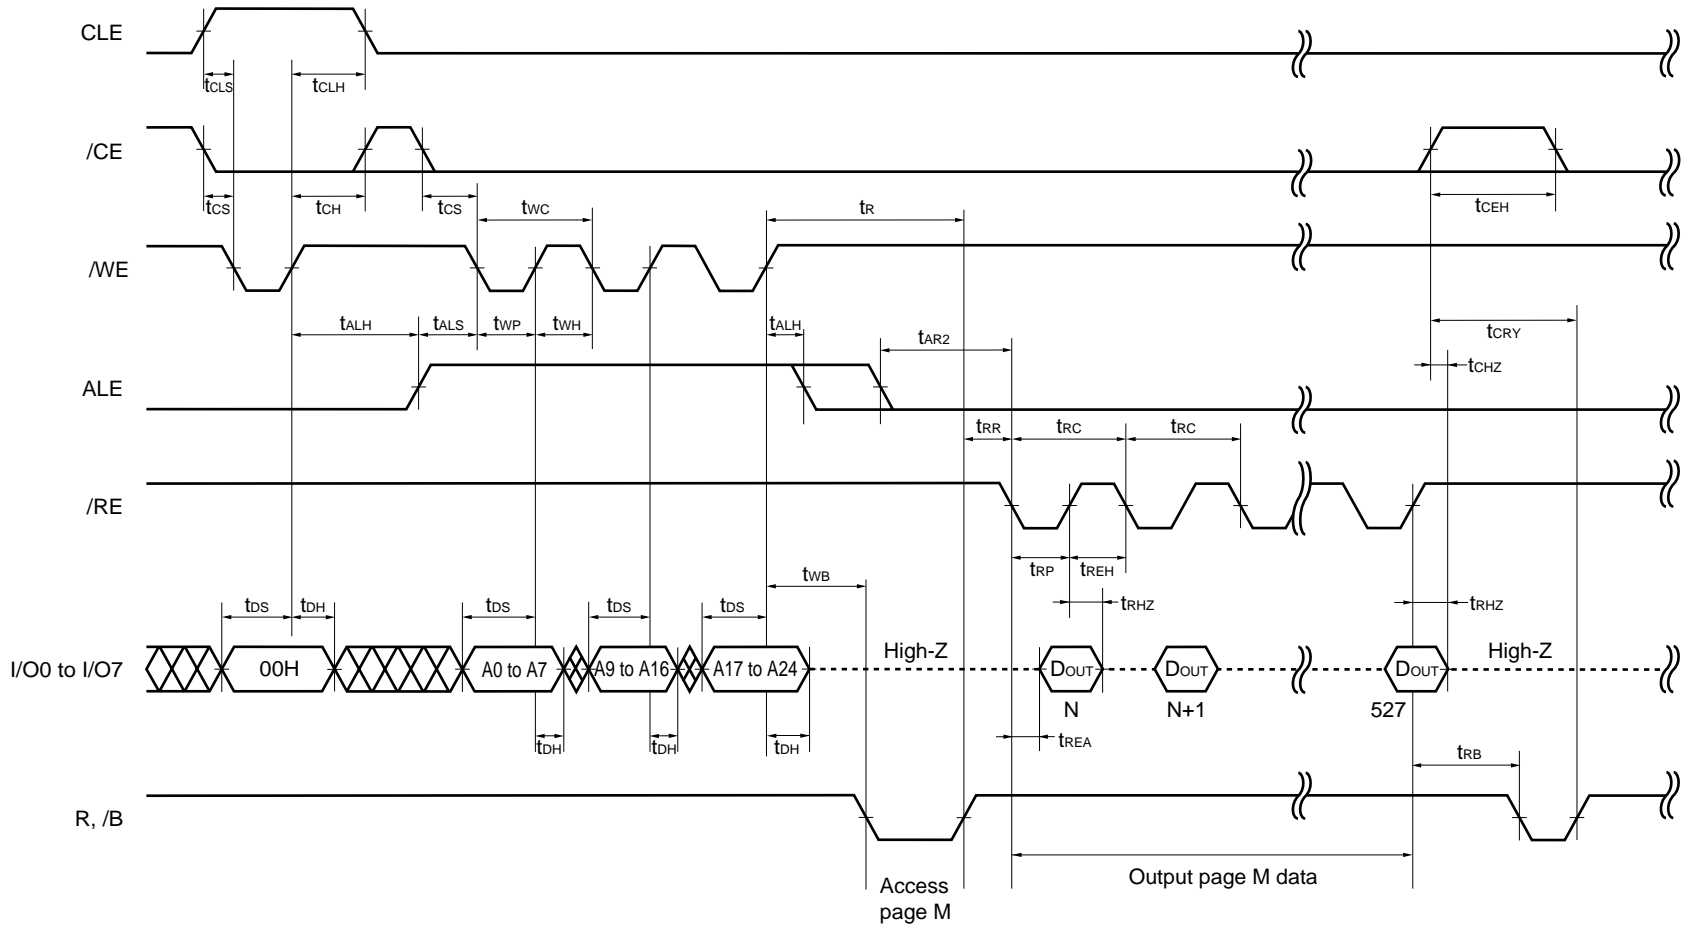 CLE
tCLS
tCLH
/CE
tCS
tCH
tCS
tWC
tR
tCEH
/WE
tALH
tALS
tWP
tWH
tALH
tAR2
tCRY
tCHZ
ALE
tRR
tRC
tRC
/RE
tRP
tREH
tWB
tRHZ
tRHZ
tDS
tDH
tDS
tDS
tDS
I/O0 to I/O7
00H
A0 to A7
A9 to A16
A17 to A24
High-Z
DOUT
DOUT
DOUT
High-Z
N
N+1
527
tDH
tDH
tDH
tREA
tRB
R, /B
Access
page M
Output page M data